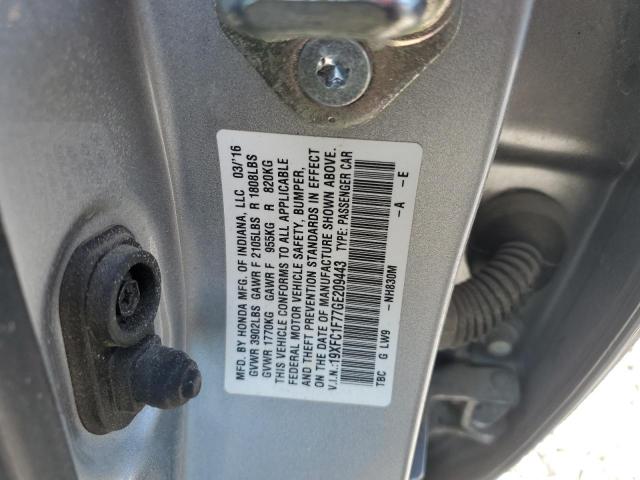 MFD. BY HONDA MFG. OF INDIANA, LLC 03/'16
GVWR 3902LBS GAWR F 2105LBS R 1808LBS
GVWR 1770KG GAWR F 955KG R 820KG
THIS VEHICLE CONFORMS TO ALL APPLICABLE
FEDERAL MOTOR VEHICLE SAFETY, BUMPER,
AND THEFT PREVENTION STANDARDS IN EFFECT
ON THE DATE OF MANUFACTURE SHOWN ABOVE.
V.I.N.:19XFC1F77GE209443 TYPE: PASSENGER CAR
TBC G LW9 -NH830M -A -E